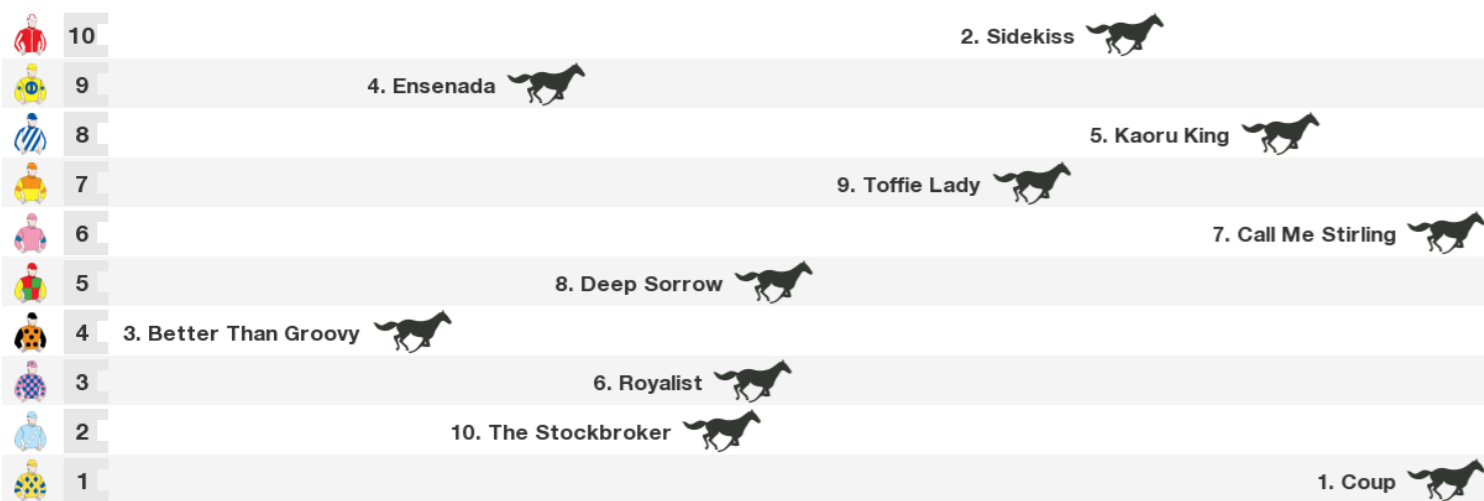 10 2. Sidekiss
9 4. Ensenada
8 5. Kaoru King
7 9. Toffie Lady
6 7. Call Me Stirling
5 8. Deep Sorrow
4 3. Better Than Groovy
3 6. Royalist
2 10. The Stockbroker
1 1. Coup